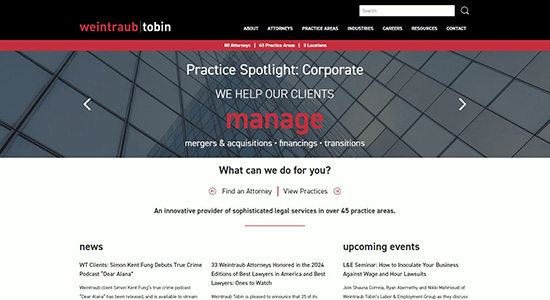 Search
weintraub|tobin
ABOUT ATTORNEYS PRACTICE AREAS INDUSTRIES CAREERS RESOURCES CONTACT
80 Attorneys | 45 Practice Areas | 5 Locations
Practice Spotlight: Corporate
WE HELP OUR CLIENTS
manage
mergers & acquisitions • financings • transitions
What can we do for you?
Find an Attorney | View Practices
An innovative provider of sophisticated legal services in over 45 practice areas.
news
WT Clients: Simon Kent Fung Debuts True Crime
Podcast “Dear Alana”
Weintraub client Simon Kent Fung’s true crime podcast
“Dear Alana” has been released, and is available to stream
33 Weintraub Attorneys Honored in the 2024
Editions of Best Lawyers in America and Best
Lawyers: Ones to Watch
Weintraub Tobin is pleased to announce that 25 of its
upcoming events
L&E Seminar: How to Inoculate Your Business
Against Wage and Hour Lawsuits
Join Shauna Correia, Ryan Abernethy and Nikki Mahmoudi of
Weintraub Tobin’s Labor & Employment Group as they discuss